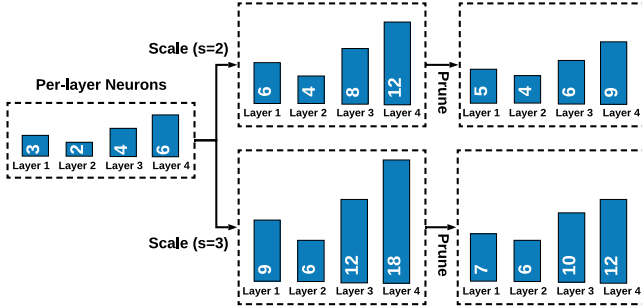 Per-layer Neurons
3 2 4 6
Layer 1 Layer 2 Layer 3 Layer 4
Scale (s=2)
6 4 8 12
Layer 1 Layer 2 Layer 3 Layer 4
Prune
5 4 6 9
Layer 1 Layer 2 Layer 3 Layer 4
Scale (s=3)
9 6 12 18
Layer 1 Layer 2 Layer 3 Layer 4
Prune
7 6 10 12
Layer 1 Layer 2 Layer 3 Layer 4